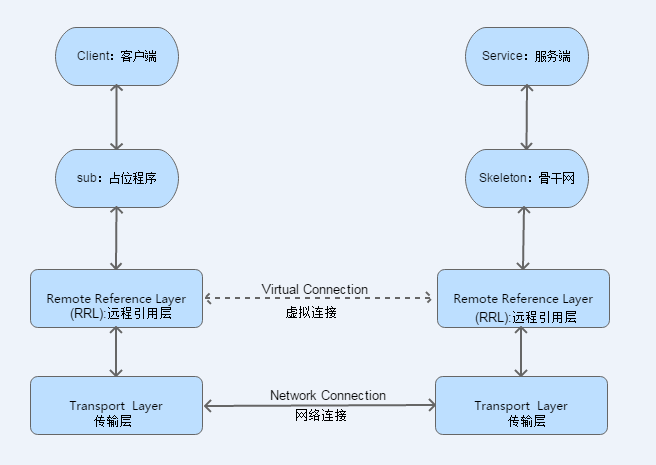 Client：客户端
Service：服务端
sub：占位程序
Skeleton：骨干网
Remote Reference Layer
(RRL):远程引用层
Virtual Connection
虚拟连接
Remote Reference Layer
(RRL):远程引用层
Transport Layer
传输层
Network Connection
网络连接
Transport Layer
传输层